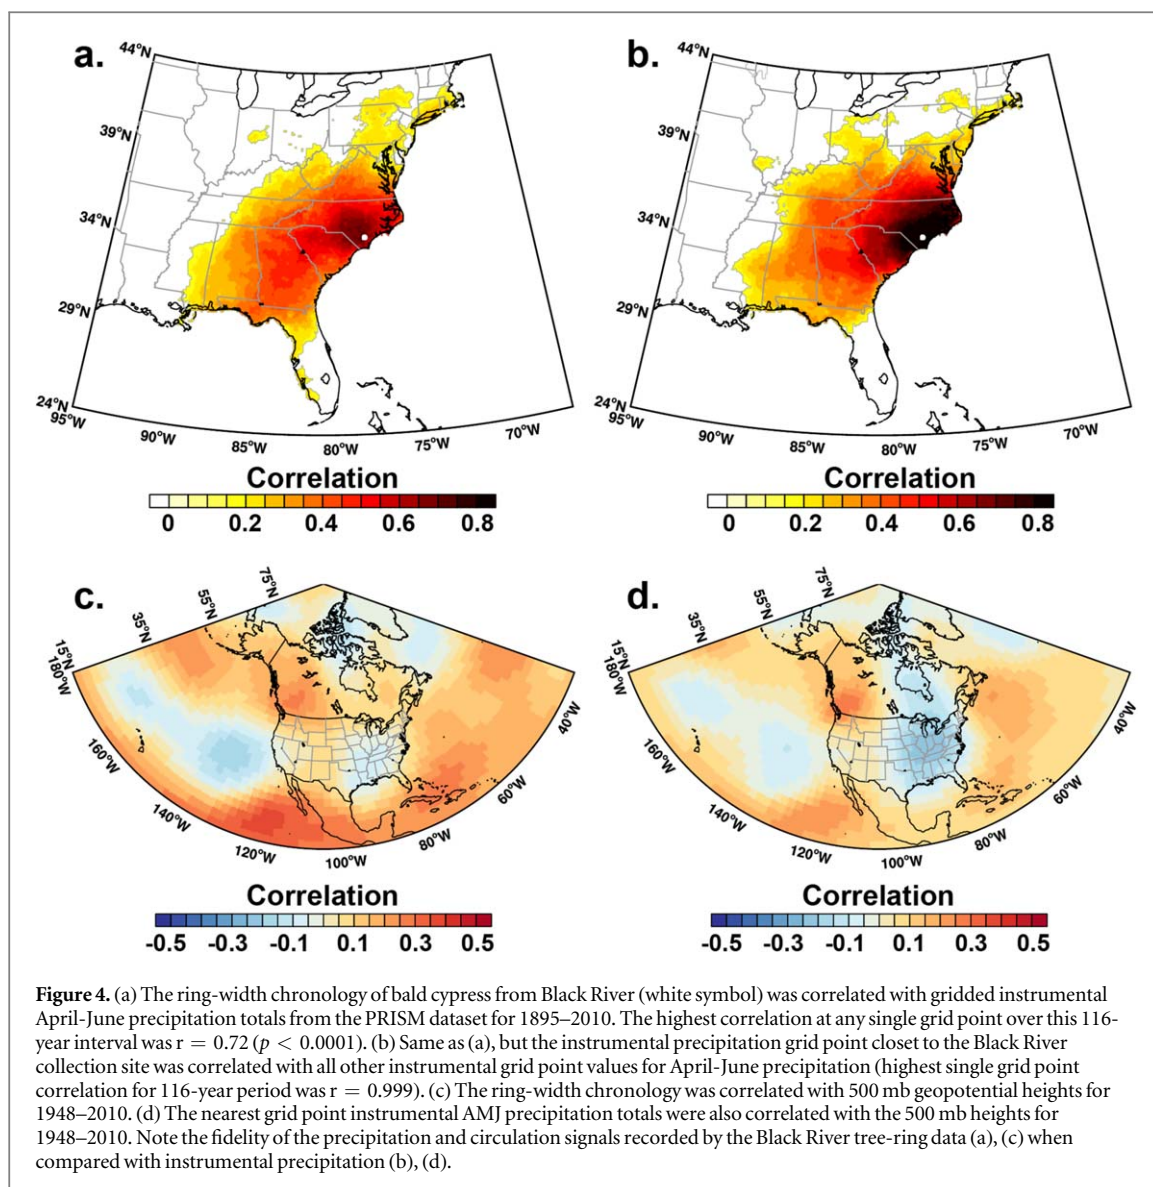 a.
44°N
39°N
34°N
29°N
24°N
95°W
90°W
85°W
80°W
75°W
70°W
Correlation
0 0.2 0.4 0.6 0.8
b.
44°N
39°N
34°N
29°N
24°N
95°W
90°W
85°W
80°W
75°W
70°W
Correlation
0 0.2 0.4 0.6 0.8
c.
75°N
55°N
35°N
15°N
180°W
160°W
140°W
120°W
100°W
80°W
60°W
40°W
Correlation
-0.5 -0.3 -0.1 0.1 0.3 0.5
d.
75°N
55°N
35°N
15°N
180°W
160°W
140°W
120°W
100°W
80°W
60°W
40°W
Correlation
-0.5 -0.3 -0.1 0.1 0.3 0.5
Figure 4. (a) The ring-width chronology of bald cypress from Black River (white symbol) was correlated with gridded instrumental
April-June precipitation totals from the PRISM dataset for 1895–2010. The highest correlation at any single grid point over this 116-
year interval was r = 0.72 (p < 0.0001). (b) Same as (a), but the instrumental precipitation grid point closet to the Black River
collection site was correlated with all other instrumental grid point values for April-June precipitation (highest single grid point
correlation for 116-year period was r = 0.999). (c) The ring-width chronology was correlated with 500 mb geopotential heights for
1948–2010. (d) The nearest grid point instrumental AMJ precipitation totals were also correlated with the 500 mb heights for
1948–2010. Note the fidelity of the precipitation and circulation signals recorded by the Black River tree-ring data (a), (c) when
compared with instrumental precipitation (b), (d).